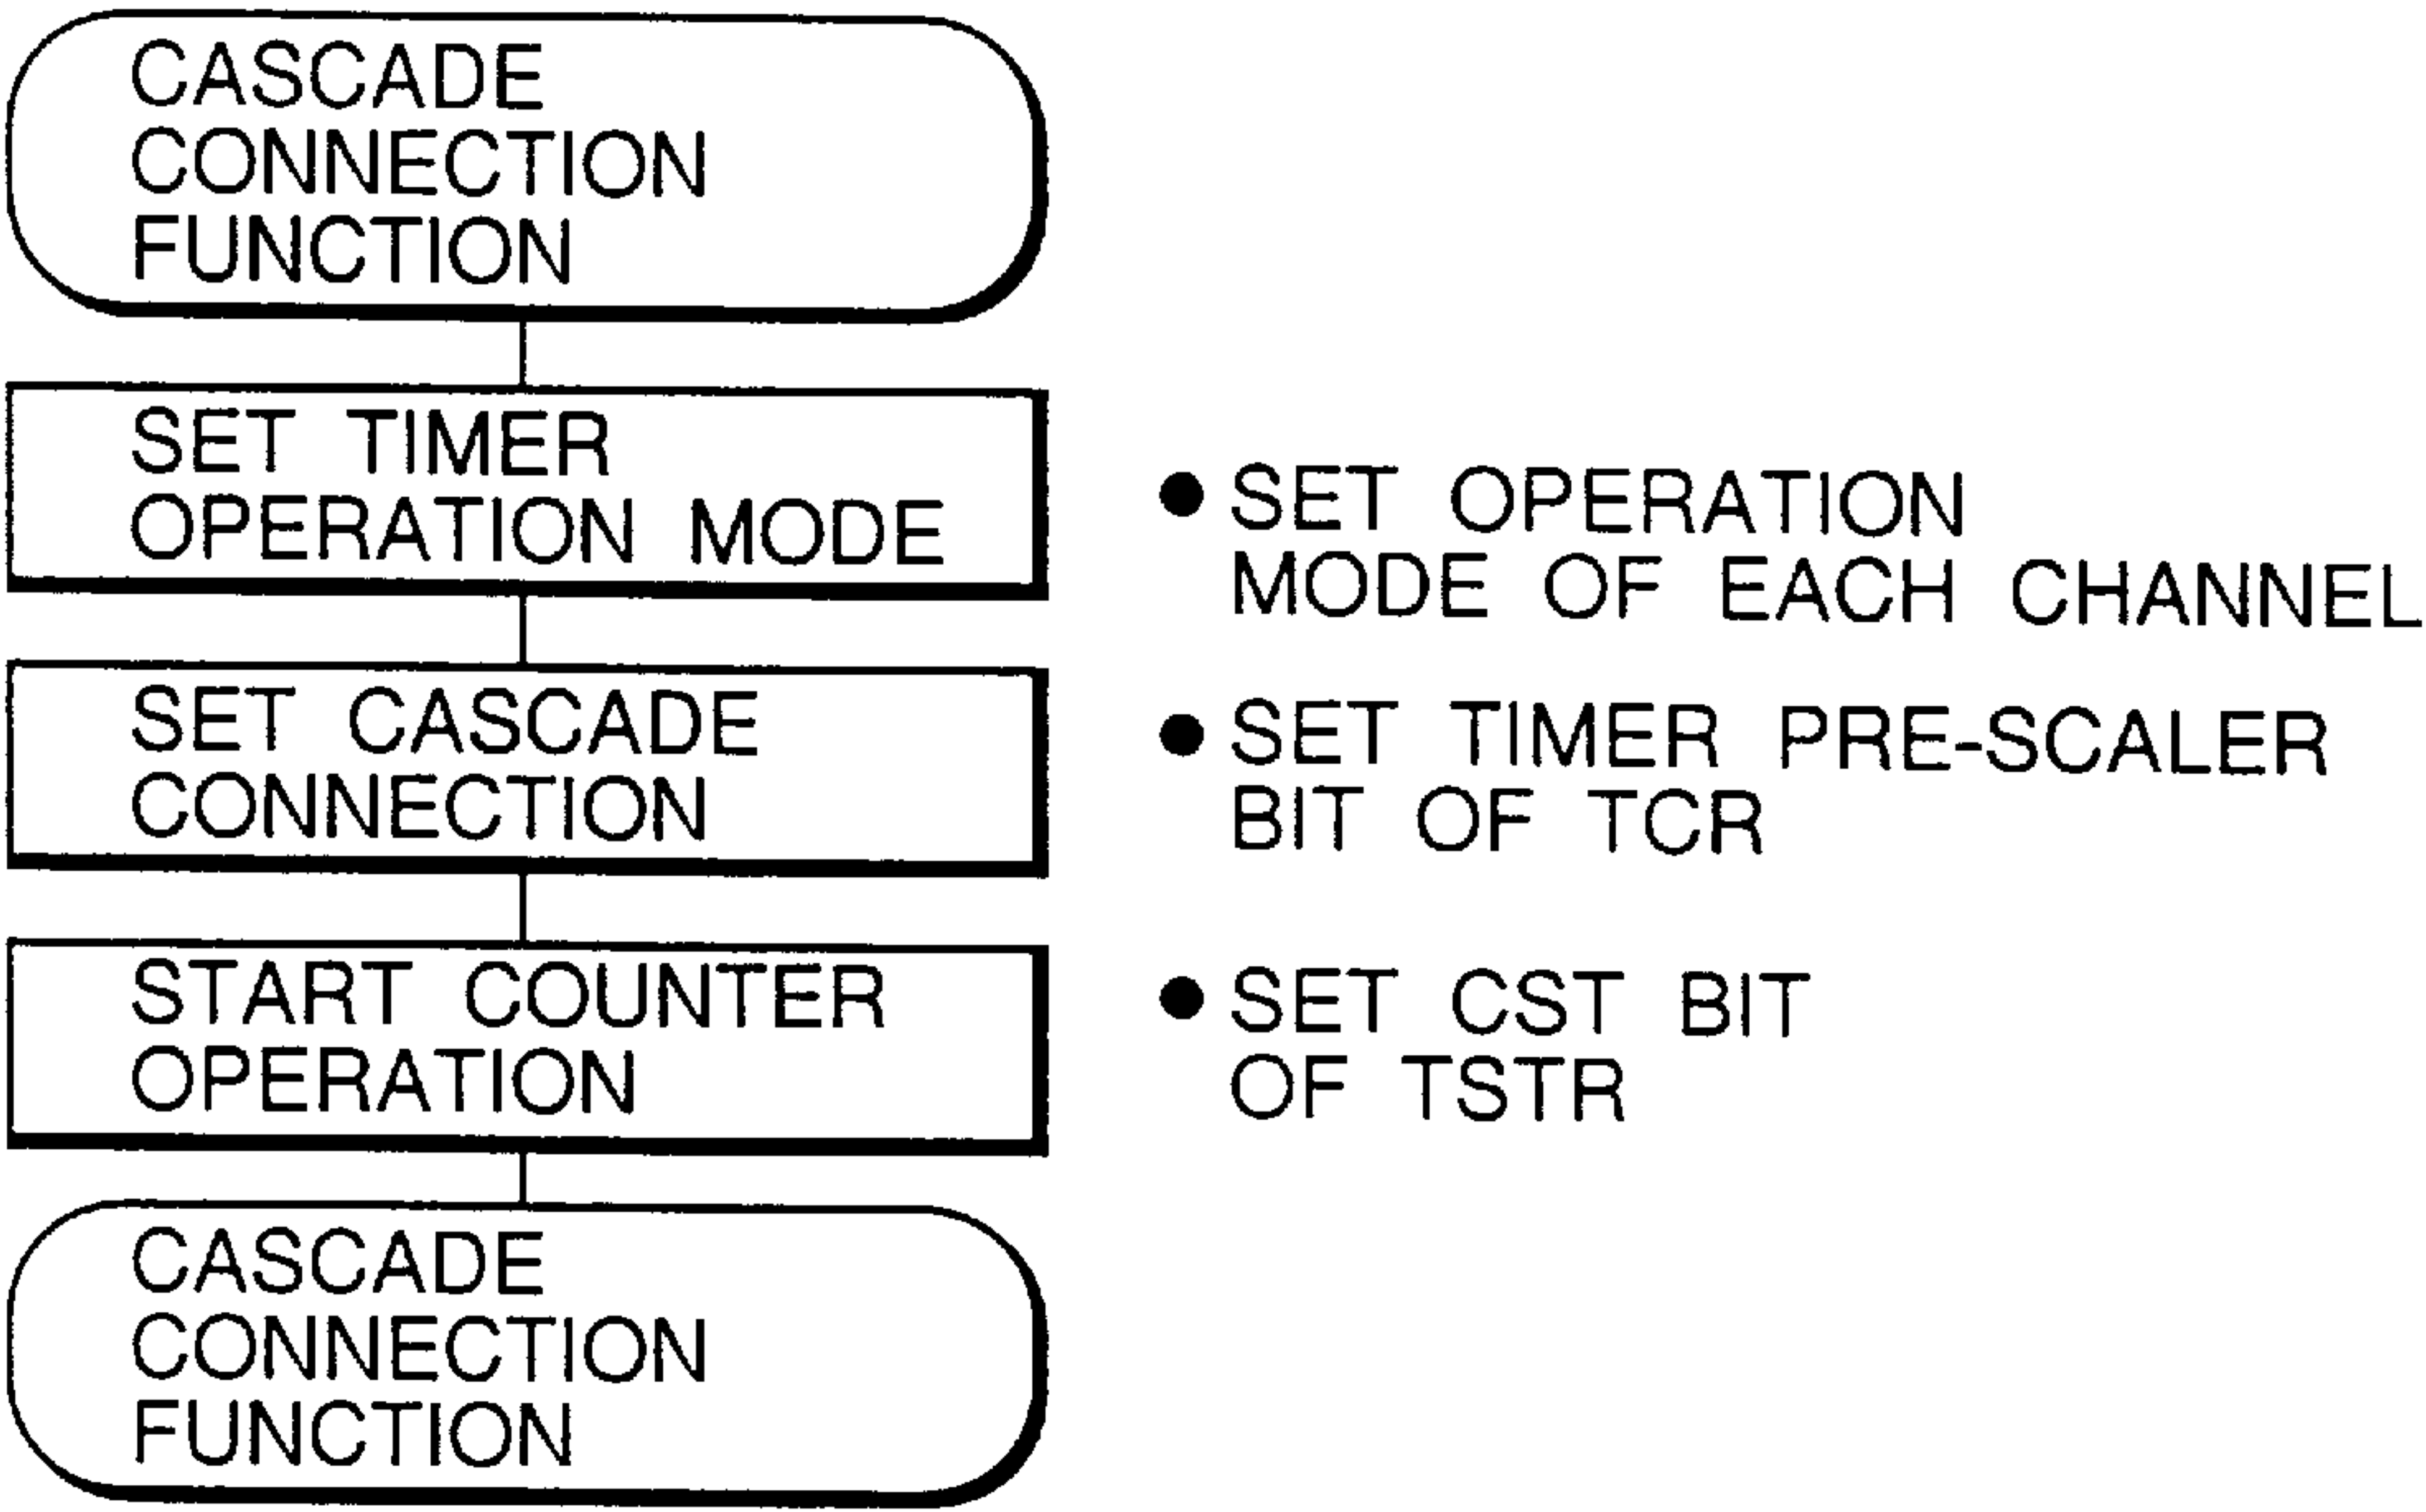 CASCADE
CONNECTION
FUNCTION
SET TIMER
OPERATION MODE
● SET OPERATION
MODE OF EACH CHANNEL
SET CASCADE
CONNECTION
● SET TIMER PRE-SCALER
BIT OF TCR
START COUNTER
OPERATION
● SET CST BIT
OF TSTR
CASCADE
CONNECTION
FUNCTION